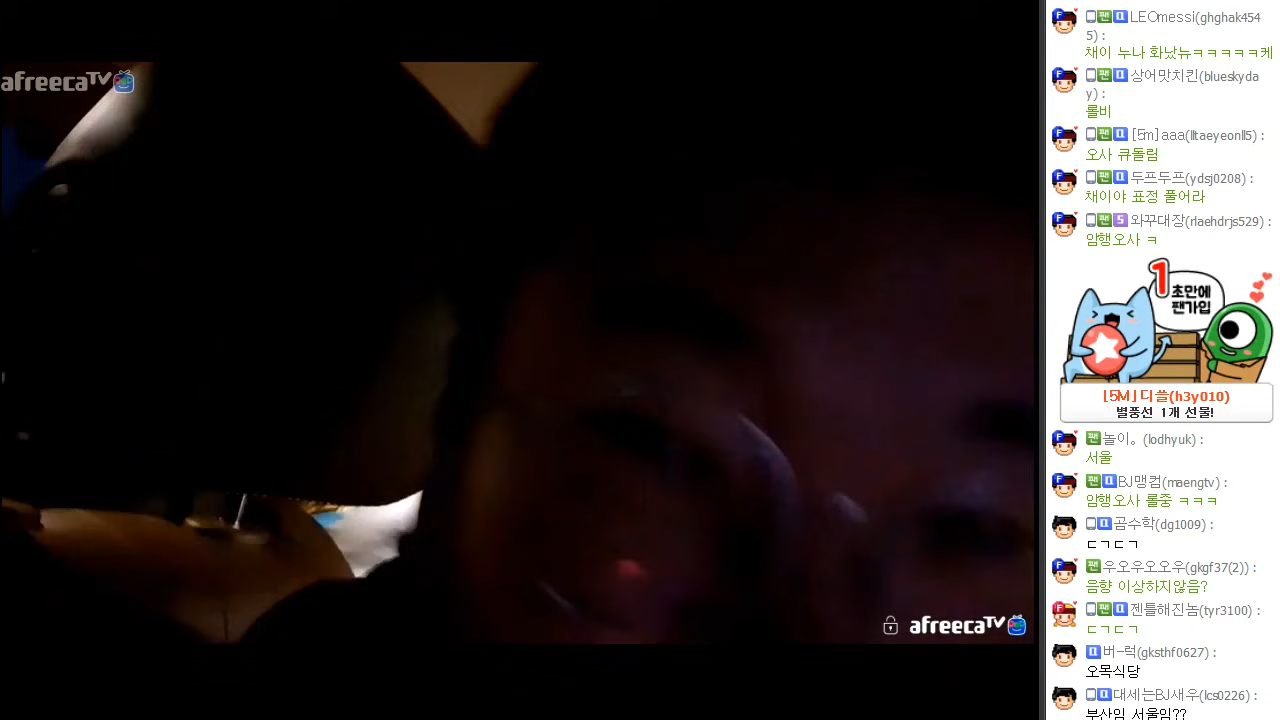 afreecaTV
afreecaTV
LEOmessi(ghghak454
5) :
채이 누나 화났뉴ㅋㅋㅋㅋㅋ케
상어맛치킨(blueskyda
y) :
롤비
[5m]aaa(lltaeyeonll5) :
오사 큐돌림
두프두프(ydsj0208) :
채이야 표정 풀어라
와꾸대장(rlaehdrjs529) :
암행오사 ㅋ
1
초만에
팬가입
[5M]디쁠(h3y010)
별풍선 1개 선물!
팬놀이。(lodhyuk) :
서울
팬BJ맹컴(maengtv) :
암행오사 롤중 ㅋㅋㅋ
곰수학(dg1009) :
ㄷㄱㄷㄱ
팬우오우오오우(gkgf37(2)) :
음향 이상하지않음?
젠틀해진놈(tyr3100) :
ㄷㄱㄷㄱ
버-럭(gksthf0627) :
오목식당
대세는BJ새우(lcs0226) :
부산임 서울임??